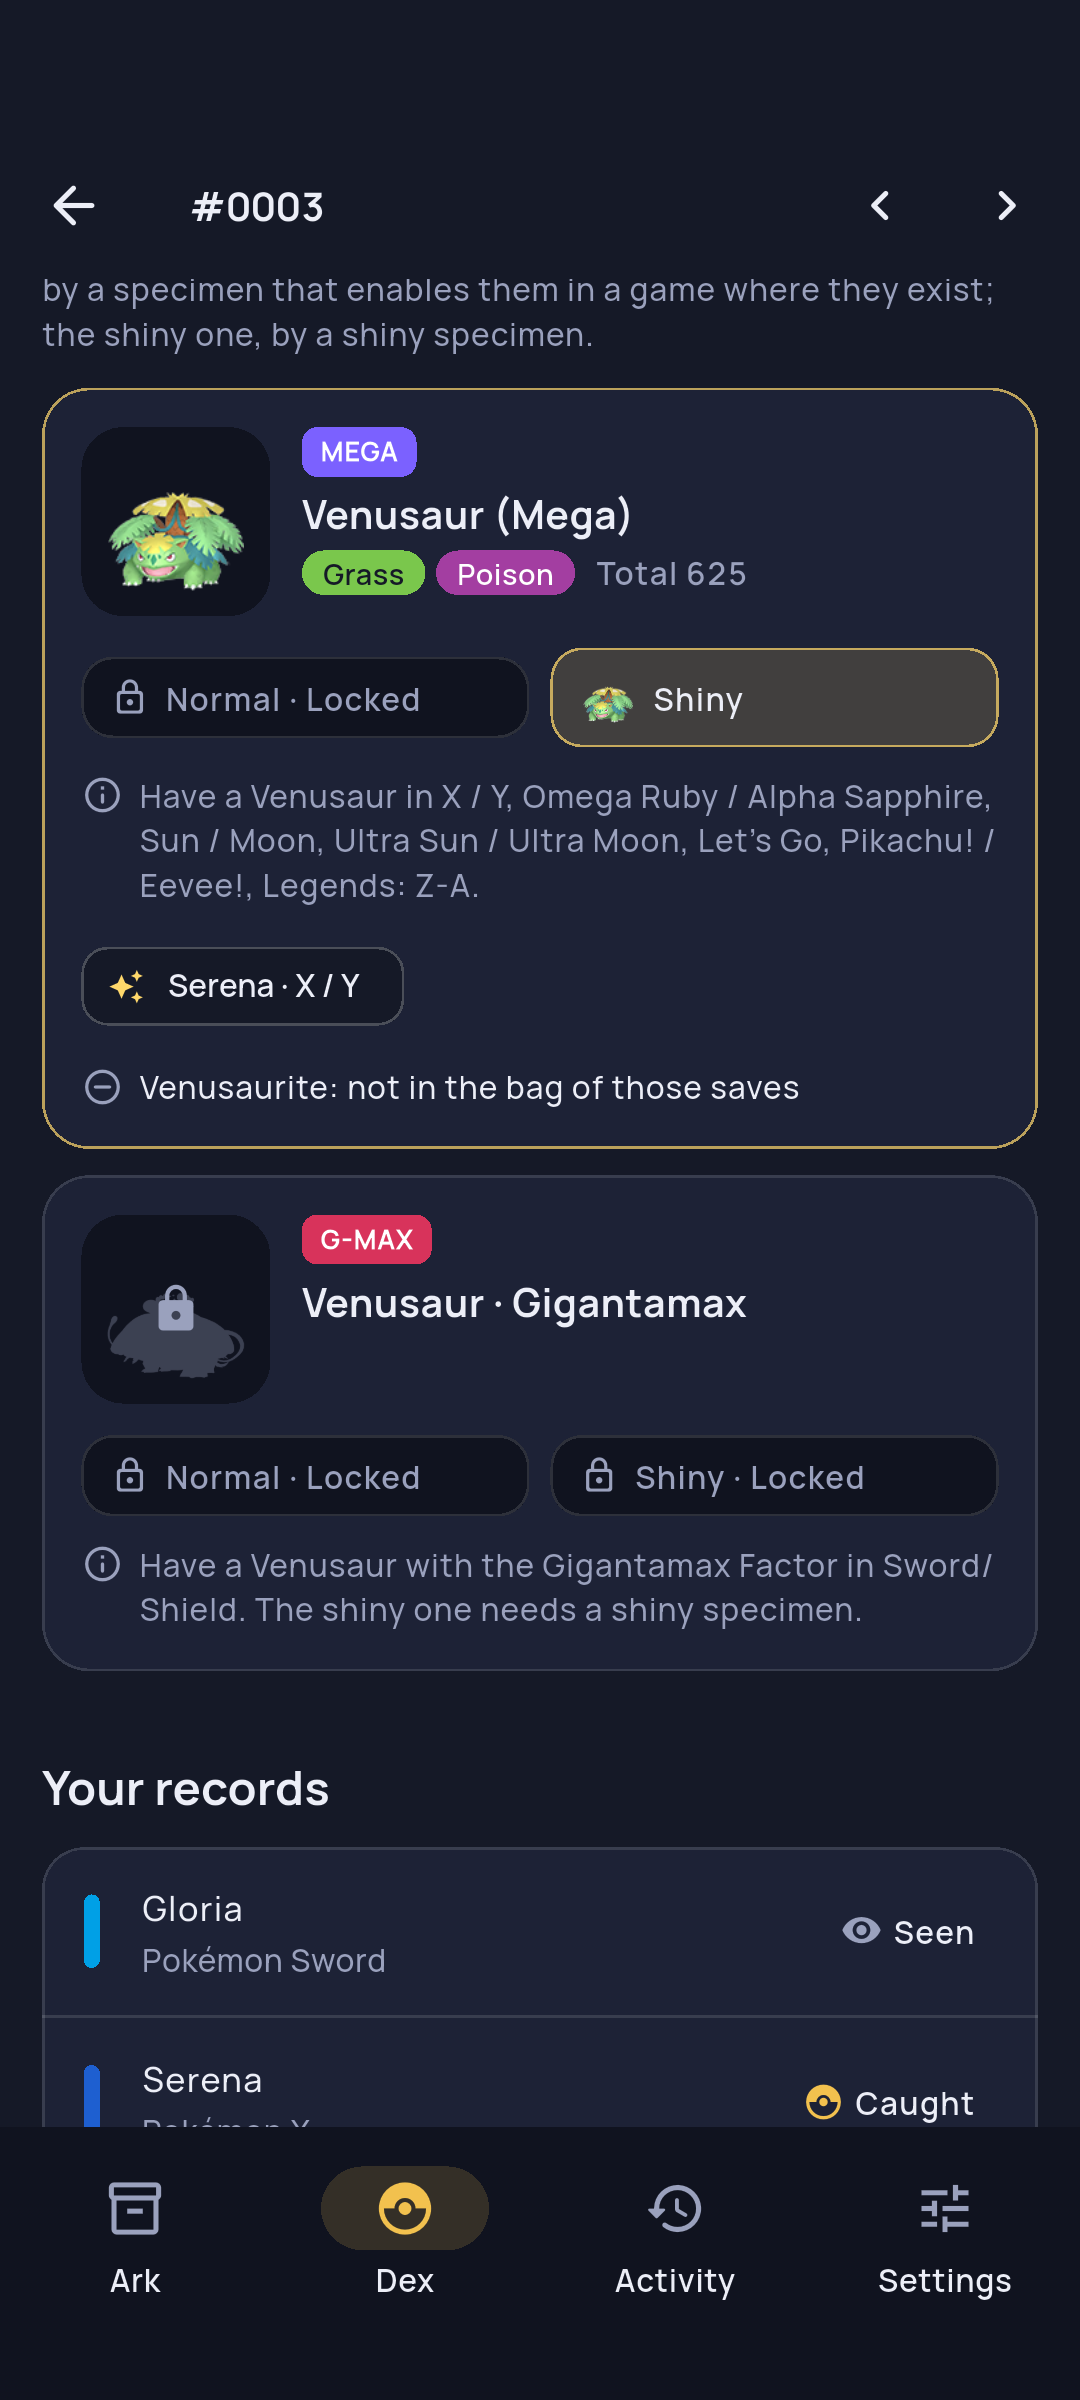 #0003
by a specimen that enables them in a game where they exist;
the shiny one, by a shiny specimen.
MEGA
Venusaur (Mega)
Grass Poison Total 625
Normal · Locked
Shiny
Have a Venusaur in X / Y, Omega Ruby / Alpha Sapphire,
Sun / Moon, Ultra Sun / Ultra Moon, Let's Go, Pikachu! /
Eevee!, Legends: Z-A.
Serena · X / Y
Venusaurite: not in the bag of those saves
G-MAX
Venusaur · Gigantamax
Normal · Locked
Shiny · Locked
Have a Venusaur with the Gigantamax Factor in Sword/
Shield. The shiny one needs a shiny specimen.
Your records
Gloria
Pokémon Sword
Seen
Serena
Pokémon X
Caught
Ark
Dex
Activity
Settings